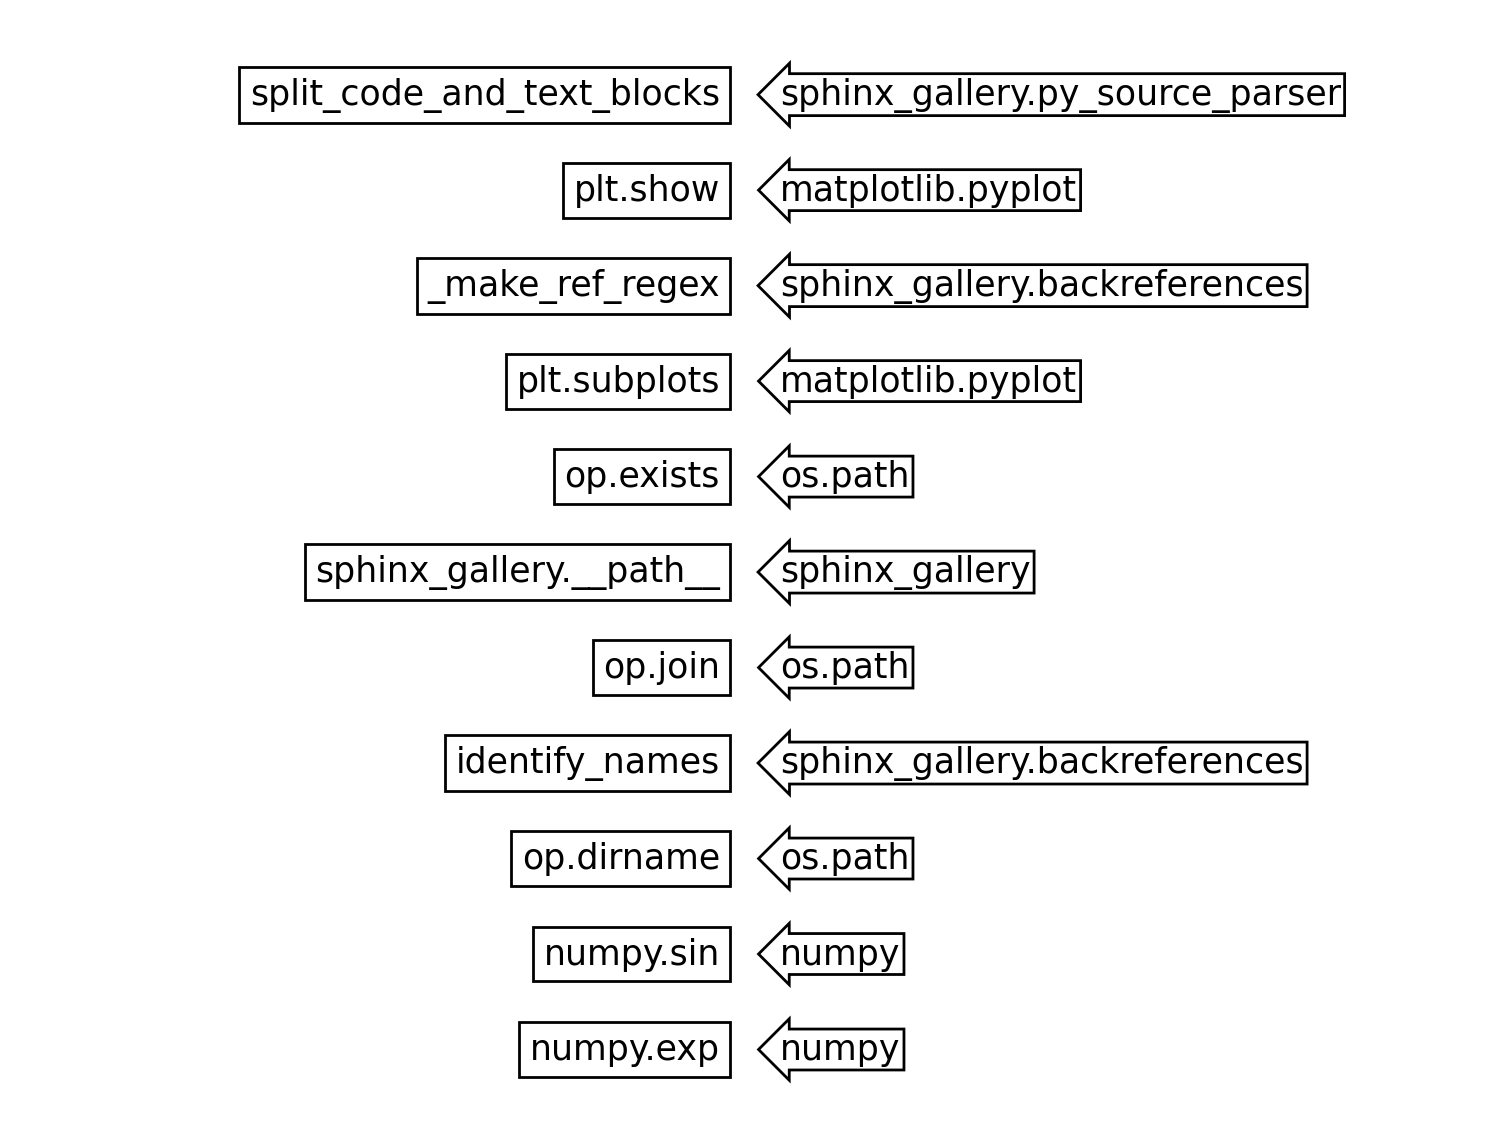 split_code_and_text_blocks sphinx_gallery.py_source_parser
plt.show matplotlib.pyplot
_make_ref_regex sphinx_gallery.backreferences
plt.subplots matplotlib.pyplot
op.exists os.path
sphinx_gallery.__path__ sphinx_gallery
op.join os.path
identify_names sphinx_gallery.backreferences
op.dirname os.path
numpy.sin numpy
numpy.exp numpy